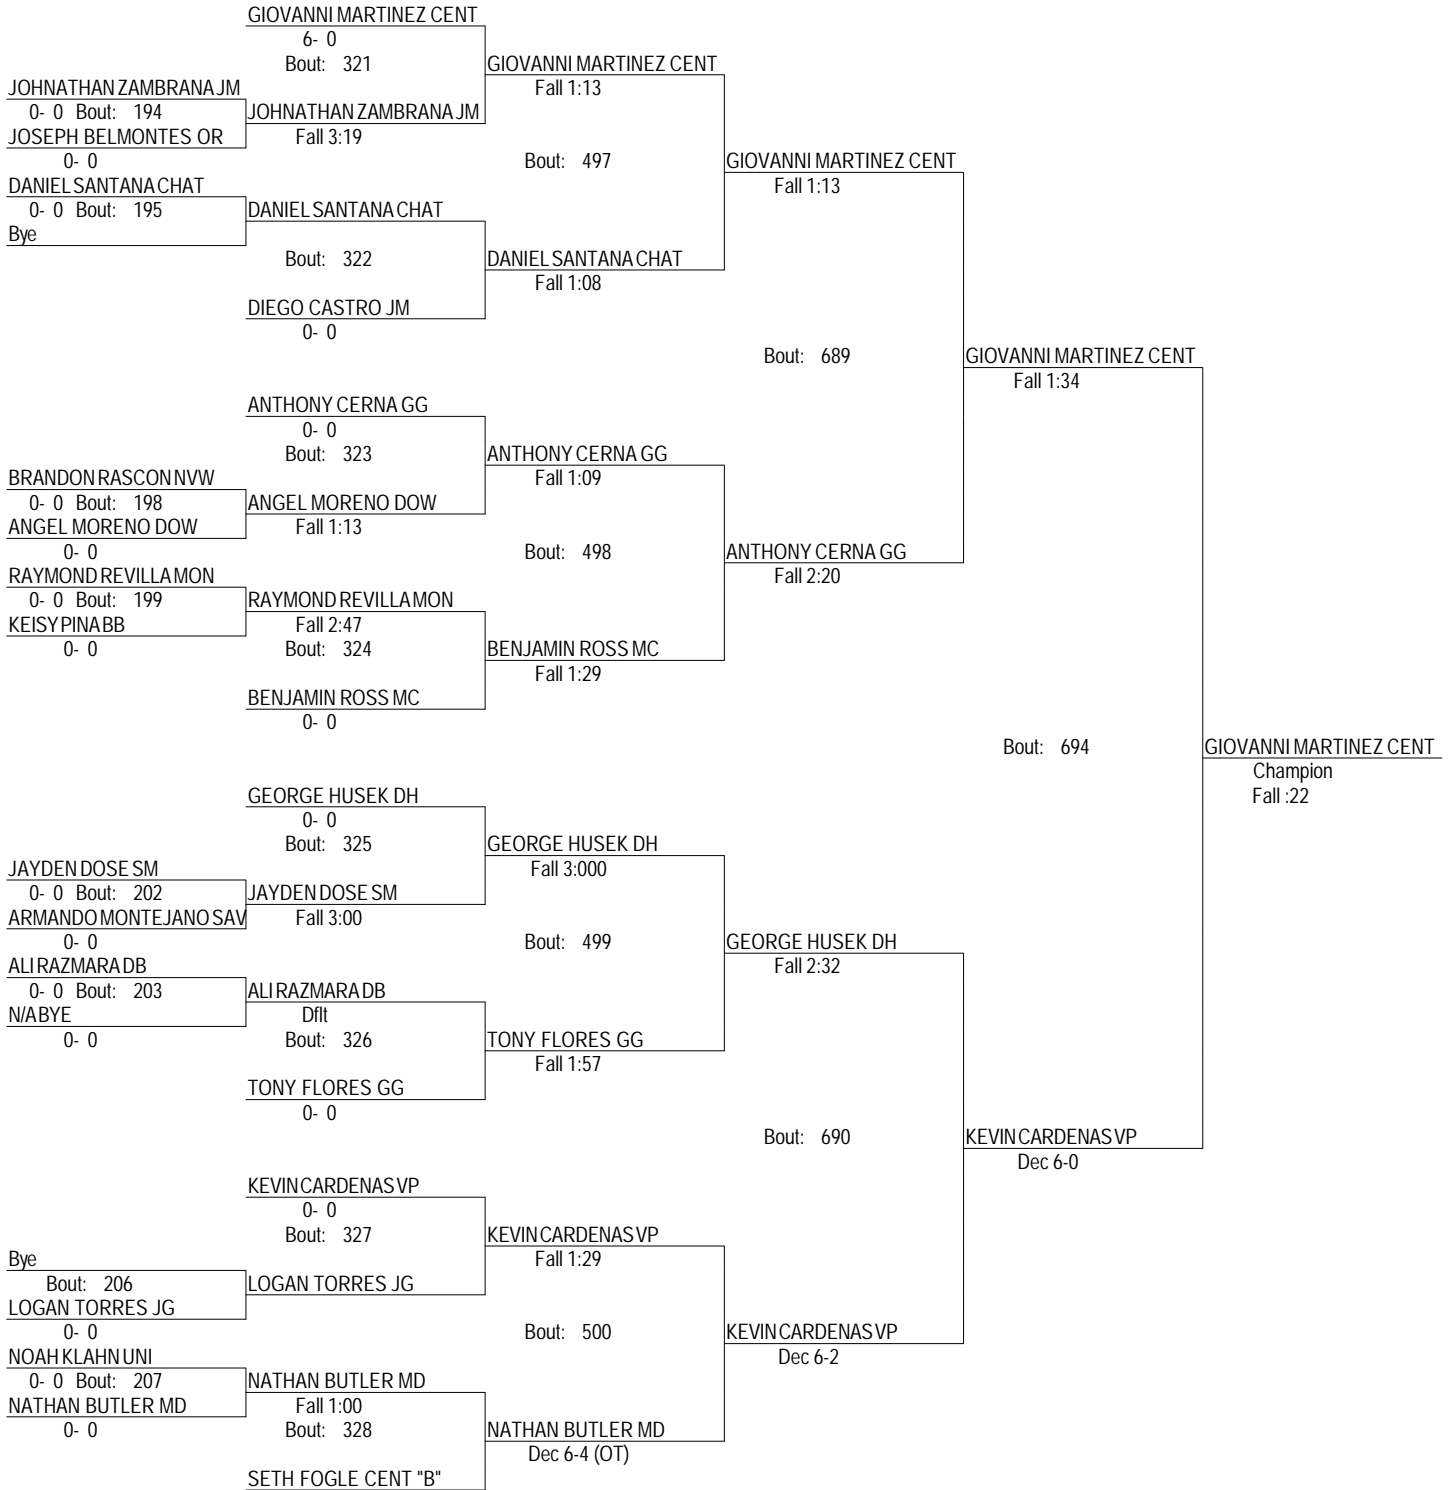 GIOVANNI MARTINEZ CENT
6- 0
Bout: 321
GIOVANNI MARTINEZ CENT
Fall 1:13
JOHNATHAN ZAMBRANA JM
0- 0 Bout: 194
JOHNATHAN ZAMBRANA JM
Fall 3:19
JOSEPH BELMONTES OR
0- 0
Bout: 497
GIOVANNI MARTINEZ CENT
Fall 1:13
DANIEL SANTANA CHAT
0- 0 Bout: 195
DANIEL SANTANA CHAT
Bye
Bout: 322
DANIEL SANTANA CHAT
Fall 1:08
DIEGO CASTRO JM
0- 0
Bout: 689
GIOVANNI MARTINEZ CENT
Fall 1:34
ANTHONY CERNA GG
0- 0
Bout: 323
ANTHONY CERNA GG
Fall 1:09
BRANDON RASCON NVW
0- 0 Bout: 198
ANGEL MORENO DOW
Fall 1:13
ANGEL MORENO DOW
0- 0
Bout: 498
ANTHONY CERNA GG
Fall 2:20
RAYMOND REVILLA MON
0- 0 Bout: 199
RAYMOND REVILLA MON
Fall 2:47
KEISY PINA BB
0- 0
Bout: 324
BENJAMIN ROSS MC
Fall 1:29
BENJAMIN ROSS MC
0- 0
Bout: 694
GIOVANNI MARTINEZ CENT
Champion
Fall :22
GEORGE HUSEK DH
0- 0
Bout: 325
GEORGE HUSEK DH
Fall 3:000
JAYDEN DOSE SM
0- 0 Bout: 202
JAYDEN DOSE SM
Fall 3:00
ARMANDO MONTEJANO SAV
0- 0
Bout: 499
GEORGE HUSEK DH
Fall 2:32
ALI RAZMARA DB
0- 0 Bout: 203
ALI RAZMARA DB
Dflt
N/A BYE
0- 0
Bout: 326
TONY FLORES GG
Fall 1:57
TONY FLORES GG
0- 0
Bout: 690
KEVIN CARDENAS VP
Dec 6-0
KEVIN CARDENAS VP
0- 0
Bout: 327
KEVIN CARDENAS VP
Fall 1:29
Bye
Bout: 206
LOGAN TORRES JG
LOGAN TORRES JG
0- 0
Bout: 500
KEVIN CARDENAS VP
Dec 6-2
NOAH KLAHN UNI
0- 0 Bout: 207
NATHAN BUTLER MD
Fall 1:00
NATHAN BUTLER MD
0- 0
Bout: 328
NATHAN BUTLER MD
Dec 6-4 (OT)
SETH FOGLE CENT "B"